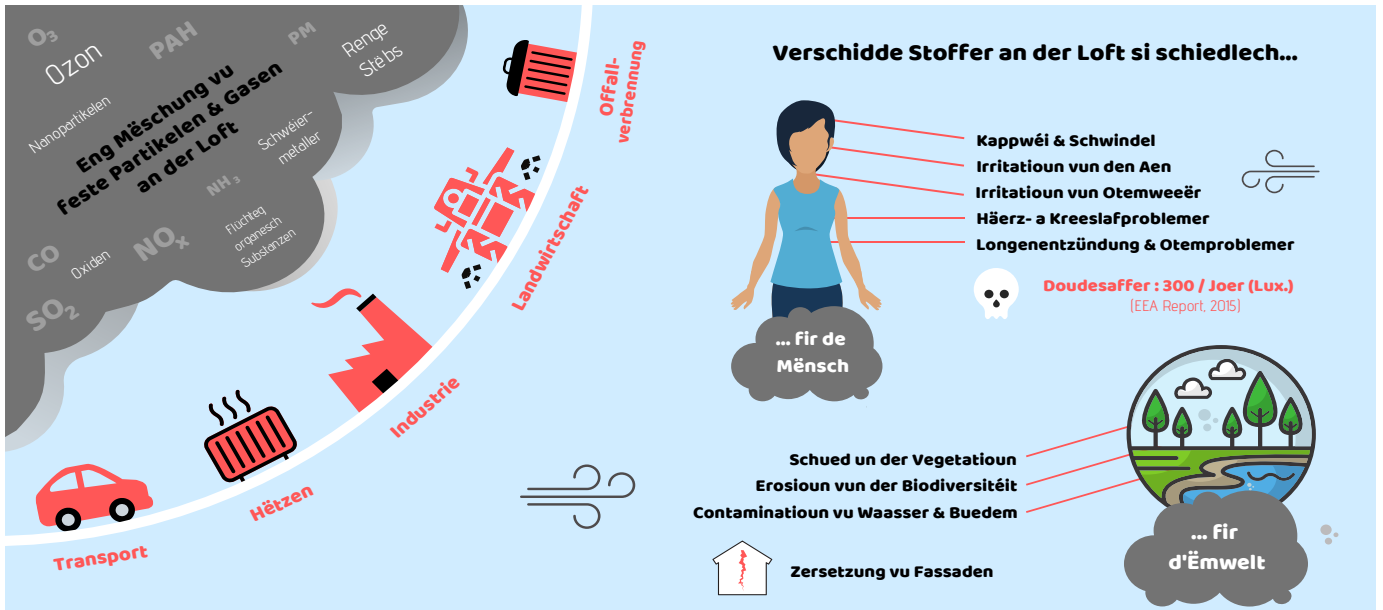 O₃
Ozon
PAH
PM
Renge
Stëbs
Nanopartikelen
Eng Mëschung vu
feste Partikelen & Gasen
an der Loft
Schwéier-
metaller
NH₃
Flüchteg
organesch
Substanzen
CO
Oxiden
NOₓ
SO₂
Offall-
verbrennung
Landwirtschaft
Industrie
Hëtzen
Transport
Verschidde Stoffer an der Loft si schiedlech...
Kappwéi & Schwindel
Irritatioun vun den Aen
Irritatioun vun Otemweeër
Häerz- a Kreeslafproblemer
Longenentzündung & Otemproblemer
Doudesaffer : 300 / Joer (Lux.)
(EEA Report, 2015)
... fir de
Mënsch
Schued un der Vegetatioun
Erosioun vun der Biodiversitéit
Contaminatioun vu Waasser & Buedem
... fir
d'Ëmwelt
Zersetzung vu Fassaden